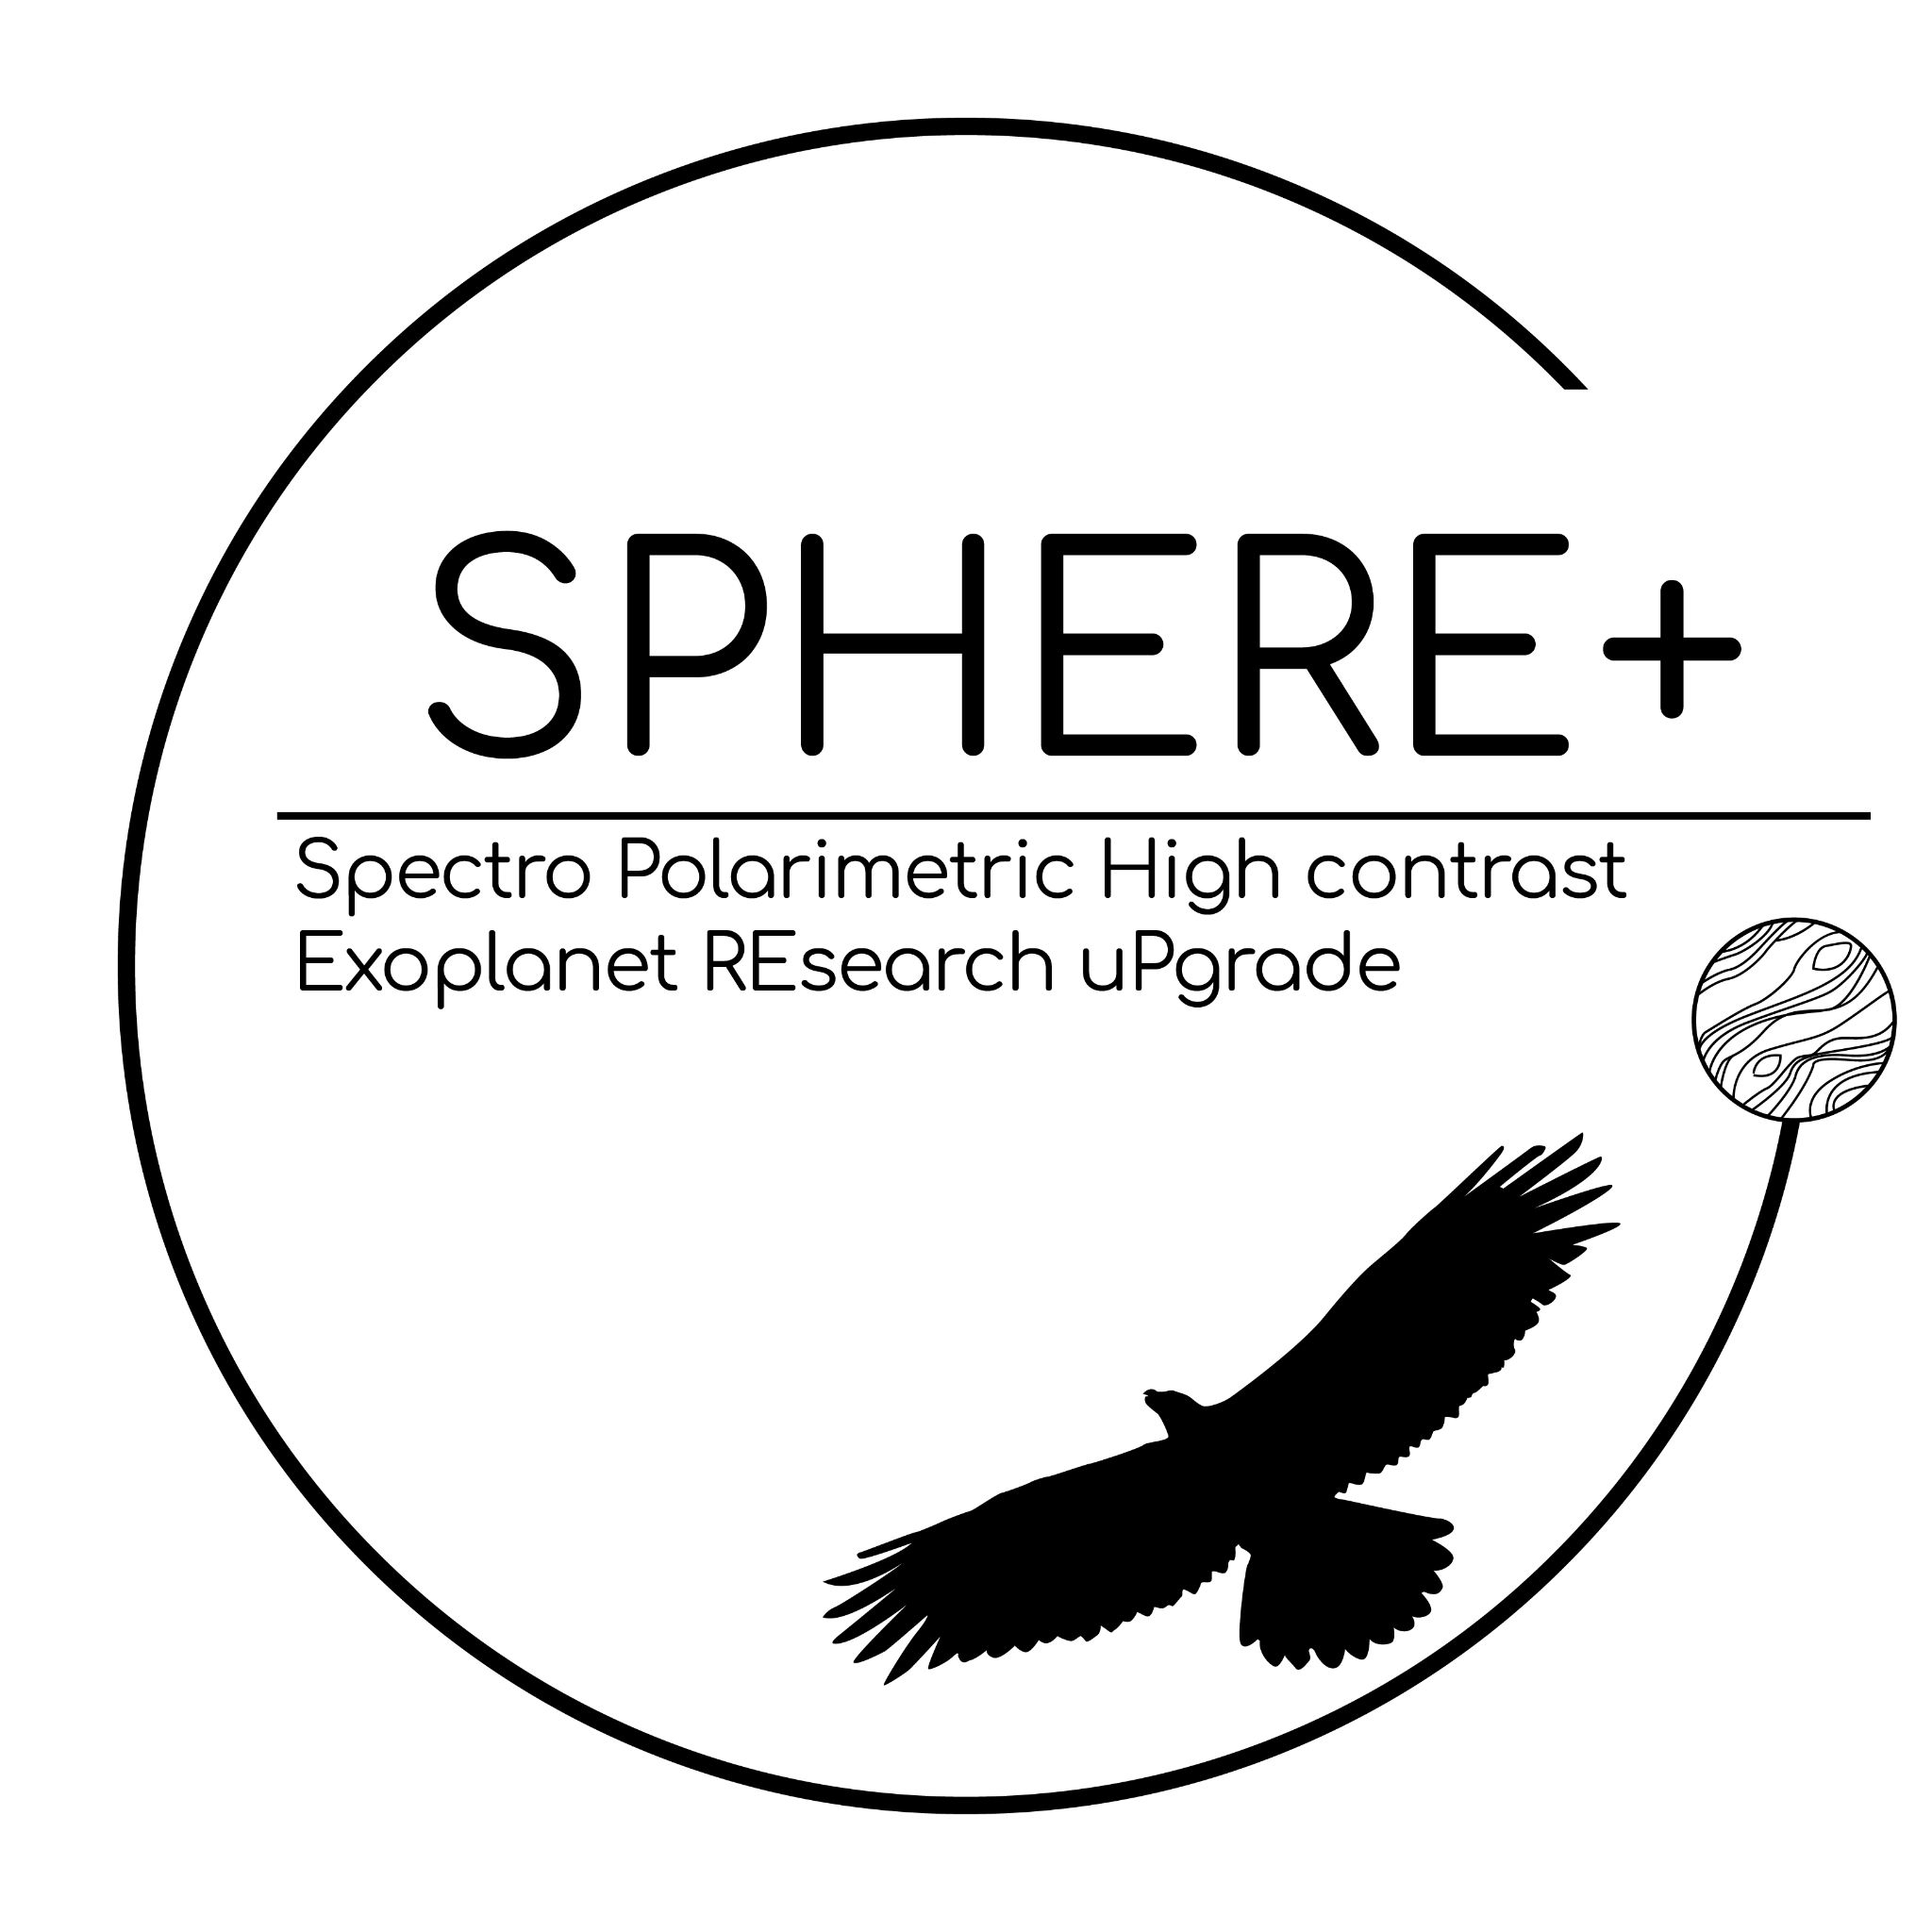 SPHERE+
Spectro Polarimetric High contrast
Exoplanet REsearch uPgrade